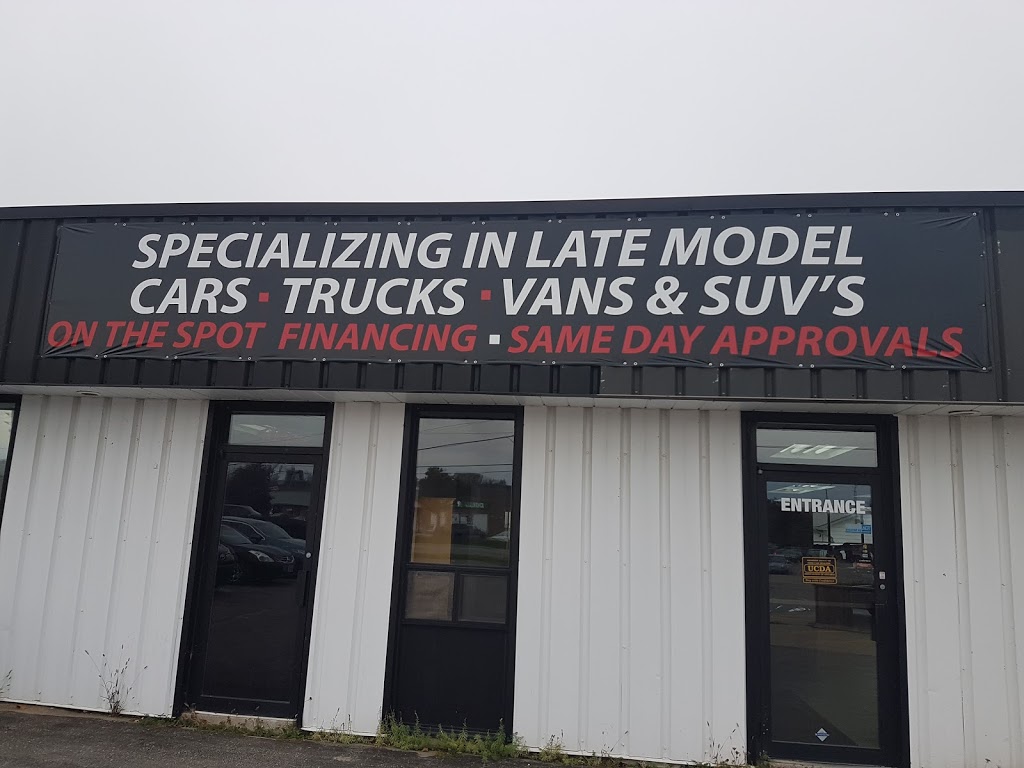 SPECIALIZING IN LATE MODEL
CARS ▪ TRUCKS ▪ VANS & SUV'S
ON THE SPOT FINANCING ▪ SAME DAY APPROVALS
ENTRANCE
UCDA